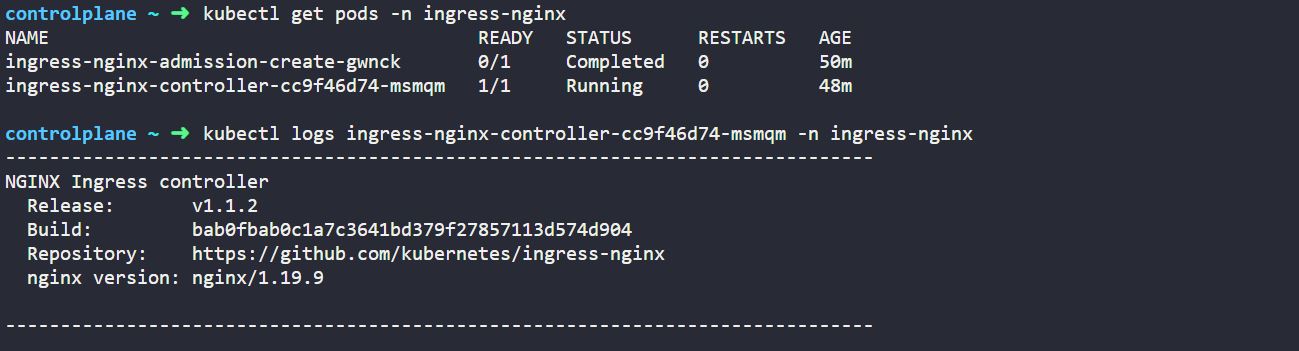 controlplane ~ ➜ kubectl get pods -n ingress-nginx
NAME                                       READY   STATUS      RESTARTS   AGE
ingress-nginx-admission-create-gwnck       0/1     Completed   0          50m
ingress-nginx-controller-cc9f46d74-msmqm   1/1     Running     0          48m
controlplane ~ ➜ kubectl logs ingress-nginx-controller-cc9f46d74-msmqm -n ingress-nginx
-------------------------------------------------------------------------------
NGINX Ingress controller
  Release:       v1.1.2
  Build:         bab0fbab0c1a7c3641bd379f27857113d574d904
  Repository:    https://github.com/kubernetes/ingress-nginx
  nginx version: nginx/1.19.9
-------------------------------------------------------------------------------